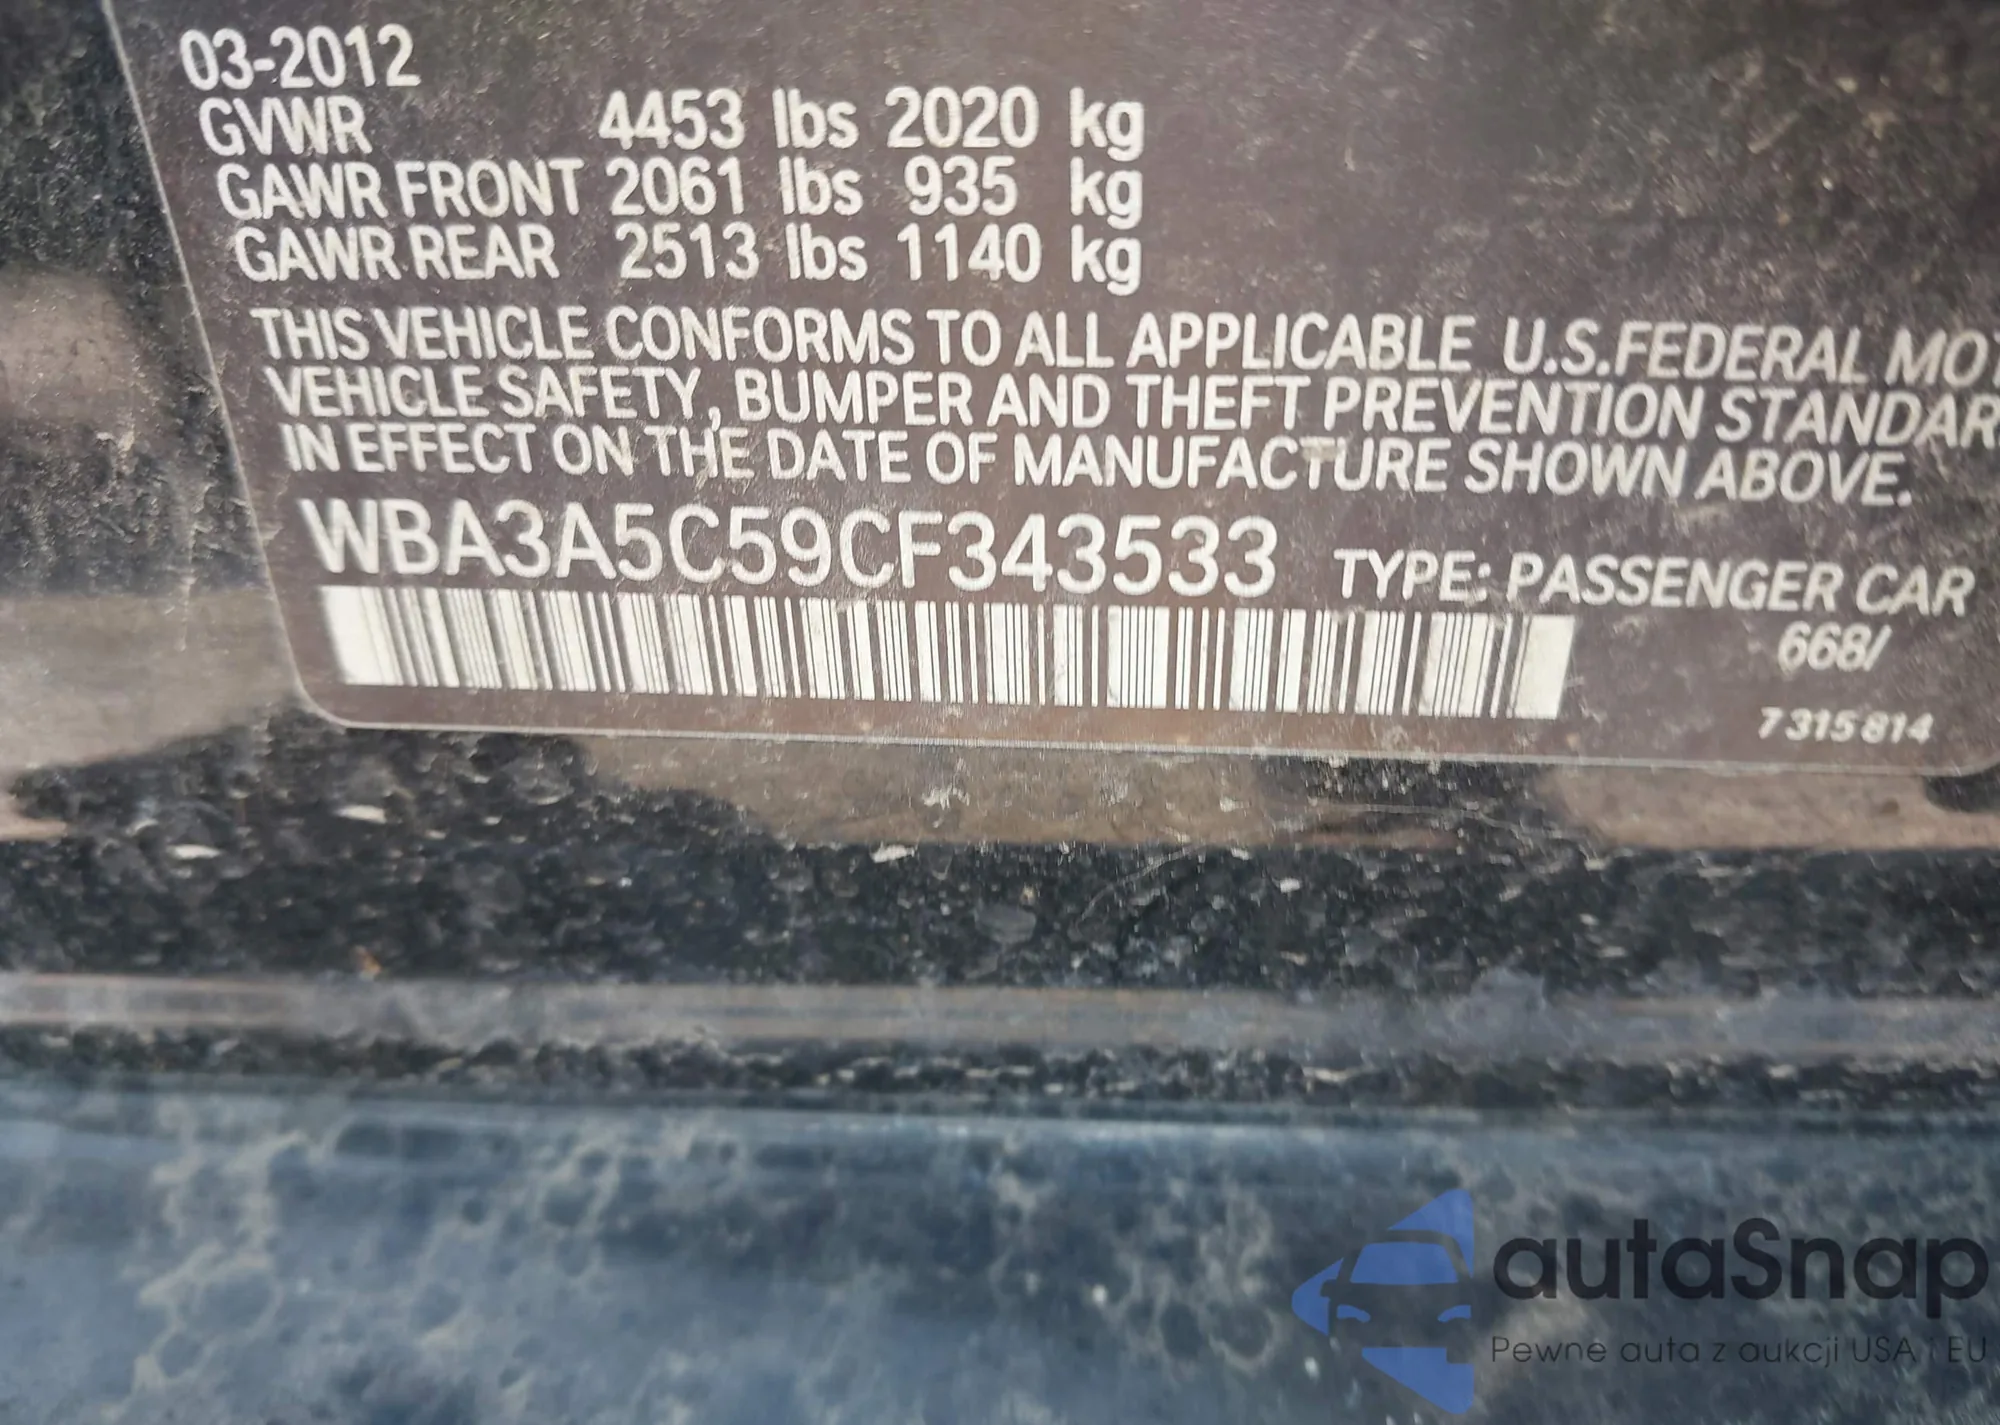 03-2012
GVWR 4453 lbs 2020 kg
GAWR FRONT 2061 lbs 935 kg
GAWR REAR 2513 lbs 1140 kg
THIS VEHICLE CONFORMS TO ALL APPLICABLE U.S.FEDERAL MOT
VEHICLE SAFETY, BUMPER AND THEFT PREVENTION STANDAR
IN EFFECT ON THE DATE OF MANUFACTURE SHOWN ABOVE.
WBA3A5C59CF343533 TYPE: PASSENGER CAR
668/
7315814
autaSnap
Pewne auta z aukcji USA i EU